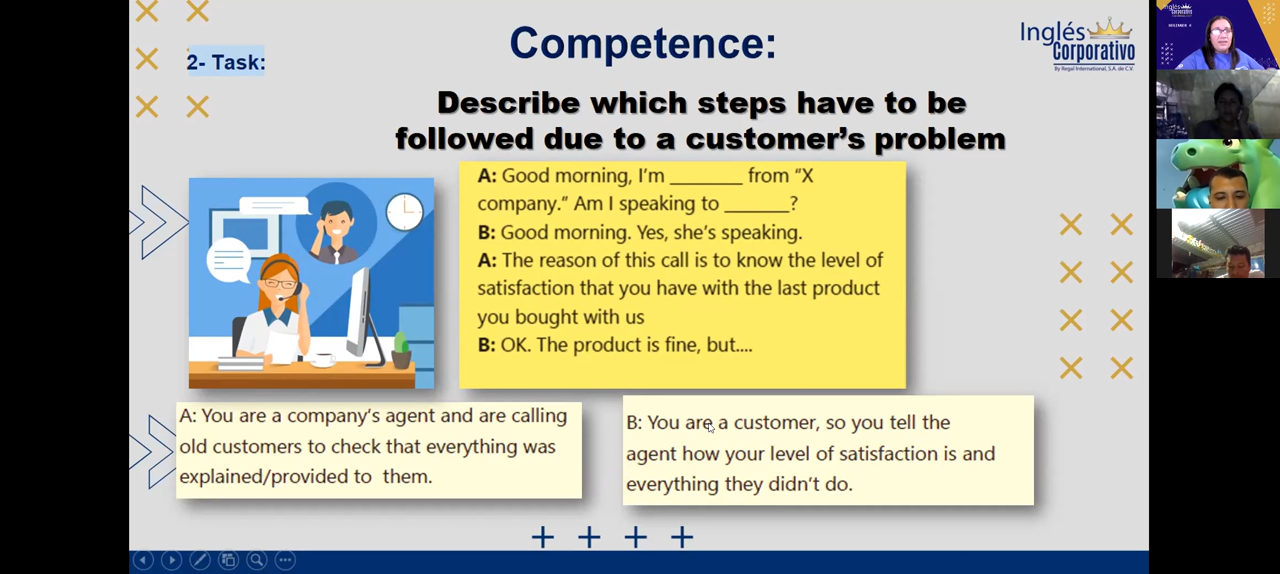 Competence:
Inglés
Corporativo
By Regal International, S.A. de C.V.
2- Task:
Describe which steps have to be
followed due to a customer's problem
A: Good morning, I'm _______ from "X
company." Am I speaking to ______?
B: Good morning. Yes, she's speaking.
A: The reason of this call is to know the level of
satisfaction that you have with the last product
you bought with us
B: OK. The product is fine, but....
A: You are a company's agent and are calling
old customers to check that everything was
explained/provided to them.
B: You are a customer, so you tell the
agent how your level of satisfaction is and
everything they didn't do.
Inglés
Corporativo